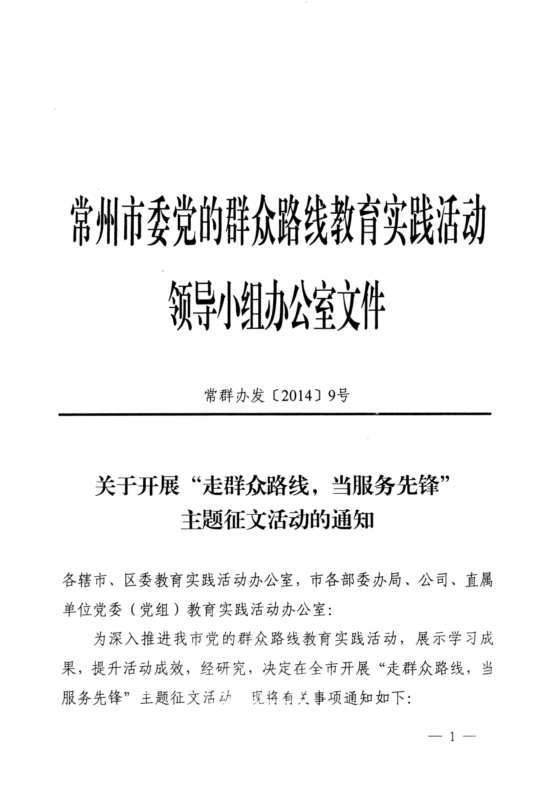 常州市委党的群众路线教育实践活动
领导小组办公室文件
常群办发〔2014〕9号
关于开展“走群众路线，当服务先锋”
主题征文活动的通知
各辖市、区委教育实践活动办公室，市各部委办局、公司、直属
单位党委（党组）教育实践活动办公室：
为深入推进我市党的群众路线教育实践活动，展示学习成
果，提升活动成效，经研究，决定在全市开展“走群众路线，当
服务先锋”主题征文活动。现将有关事项通知如下：
— 1 —